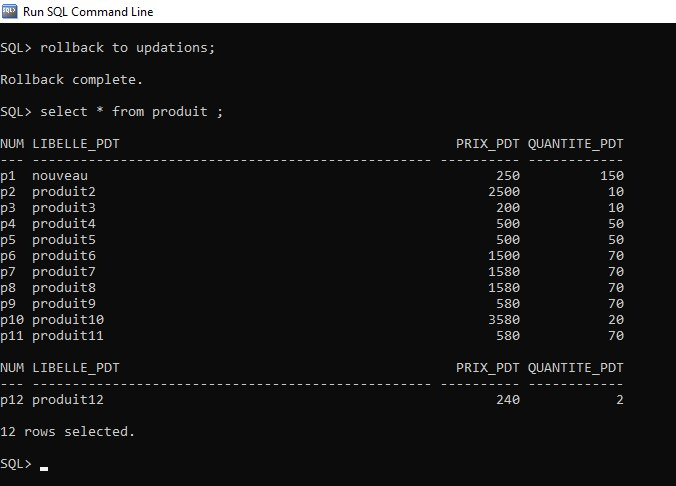 Run SQL Command Line
SQL> rollback to updations;
Rollback complete.
SQL> select * from produit ;
NUM LIBELLE_PDT                                          PRIX_PDT QUANTITE_PDT
--- -------------------------------------------------- ---------- ------------
p1  nouveau                                               250          150
p2  produit2                                             2500           10
p3  produit3                                              200           10
p4  produit4                                              500           50
p5  produit5                                              500           50
p6  produit6                                             1500           70
p7  produit7                                             1580           70
p8  produit8                                             1580           70
p9  produit9                                              580           70
p10 produit10                                            3580           20
p11 produit11                                             580           70
NUM LIBELLE_PDT                                          PRIX_PDT QUANTITE_PDT
--- -------------------------------------------------- ---------- ------------
p12 produit12                                             240            2
12 rows selected.
SQL>